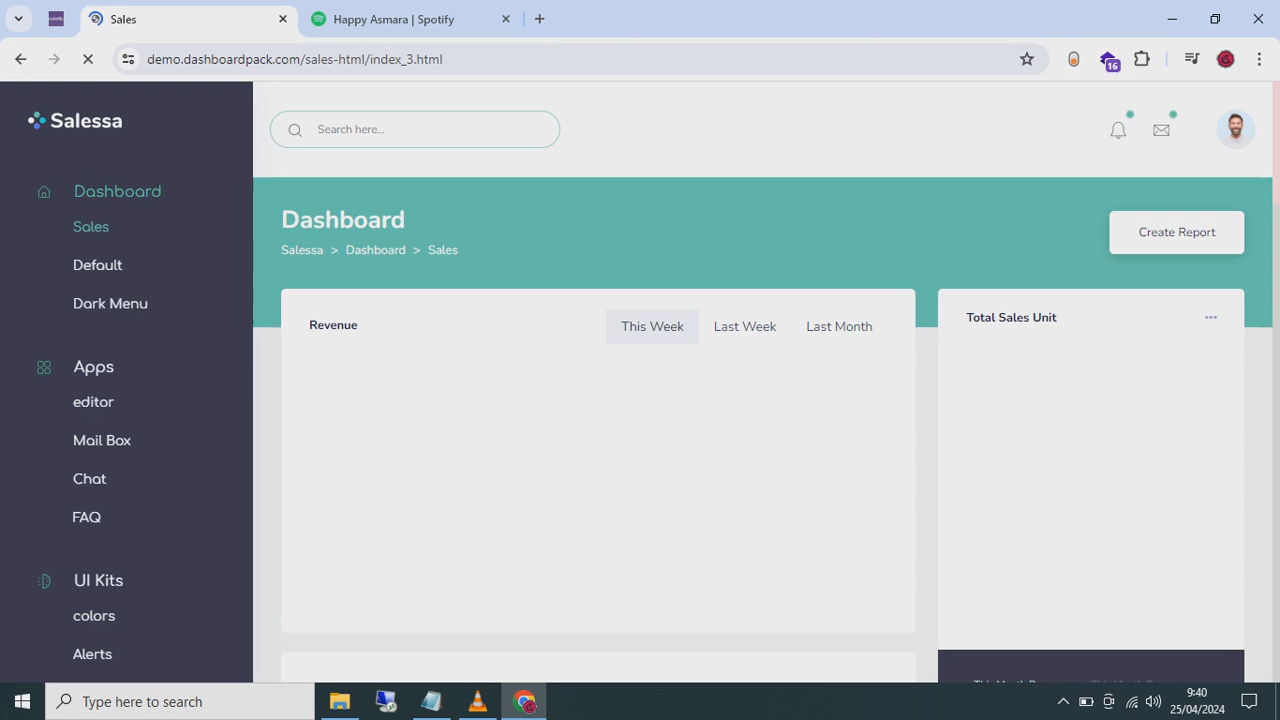 Sales
Happy Asmara | Spotify
demo.dashboardpack.com/sales-html/index_3.html
16
Salessa
Search here...
Dashboard
Sales
Default
Dark Menu
Apps
editor
Mail Box
Chat
FAQ
UI Kits
colors
Alerts
Dashboard
Salessa > Dashboard > Sales
Create Report
Revenue
This Week
Last Week
Last Month
Total Sales Unit
Type here to search
9:40
25/04/2024